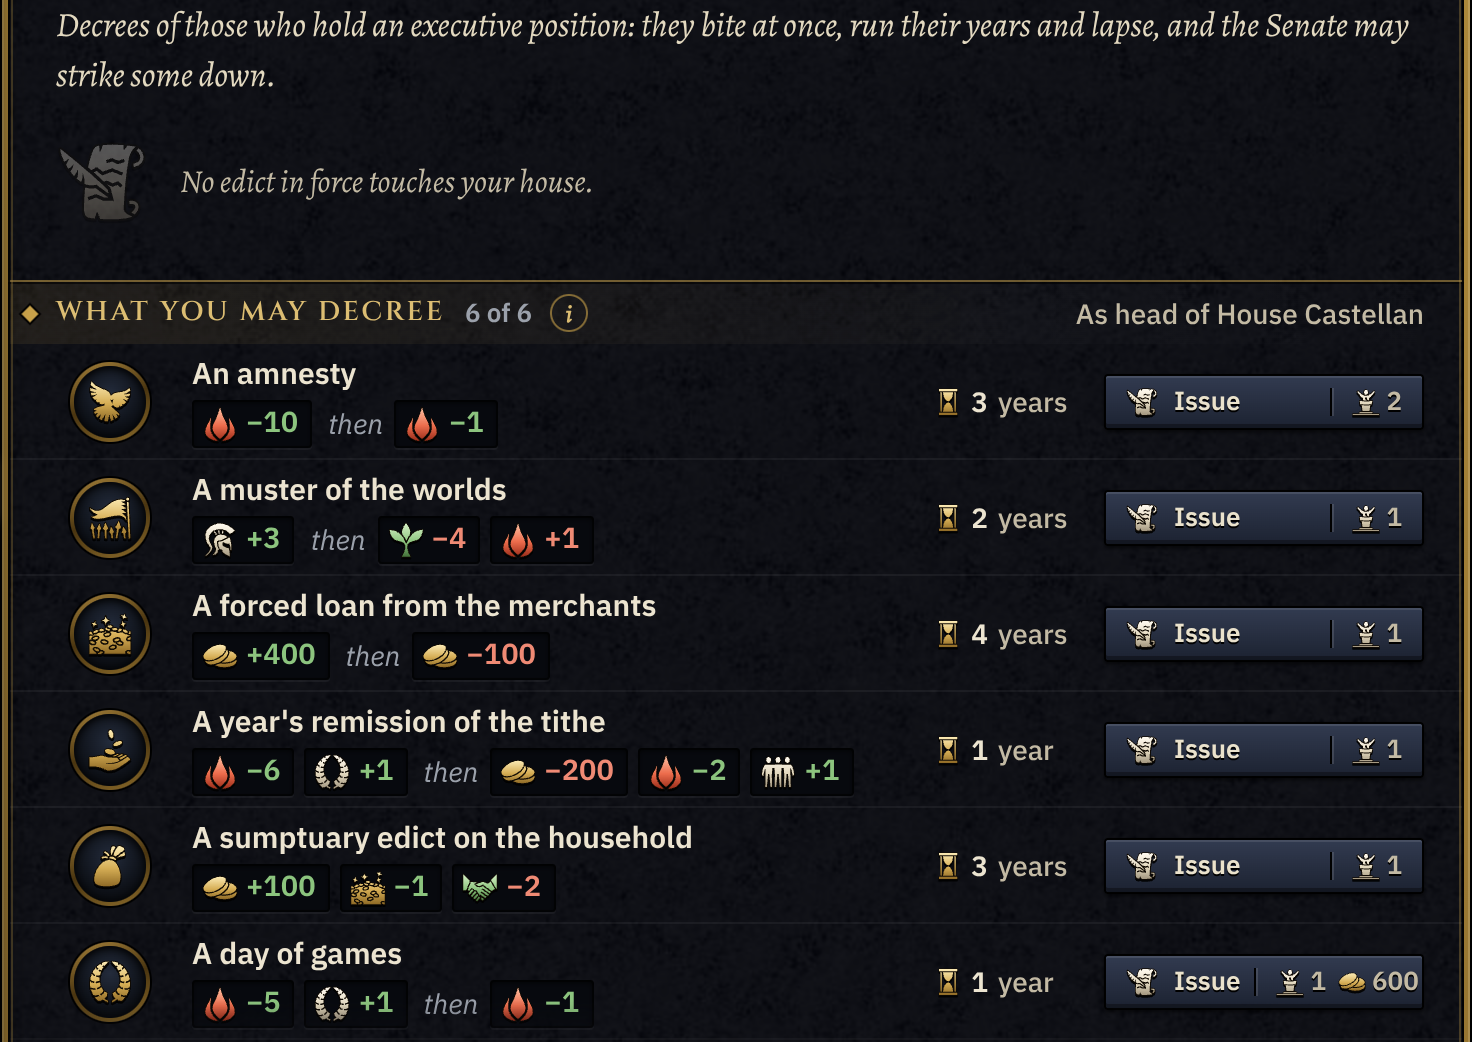 Decrees of those who hold an executive position: they bite at once, run their years and lapse, and the Senate may
strike some down.
No edict in force touches your house.
WHAT YOU MAY DECREE 6 of 6 i As head of House Castellan
An amnesty
−10 then −1
3 years Issue 2
A muster of the worlds
+3 then −4 +1
2 years Issue 1
A forced loan from the merchants
+400 then −100
4 years Issue 1
A year's remission of the tithe
−6 +1 then −200 −2 +1
1 year Issue 1
A sumptuary edict on the household
+100 −1 −2
3 years Issue 1
A day of games
−5 +1 then −1
1 year Issue 1 600